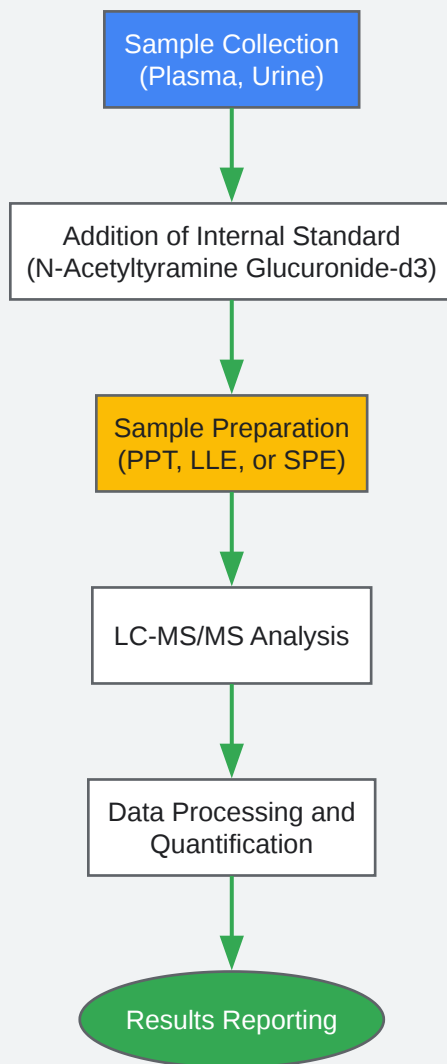 Sample Collection
(Plasma, Urine)
Addition of Internal Standard
(N-Acetyltyramine Glucuronide-d3)
Sample Preparation
(PPT, LLE, or SPE)
LC-MS/MS Analysis
Data Processing and
Quantification
Results Reporting